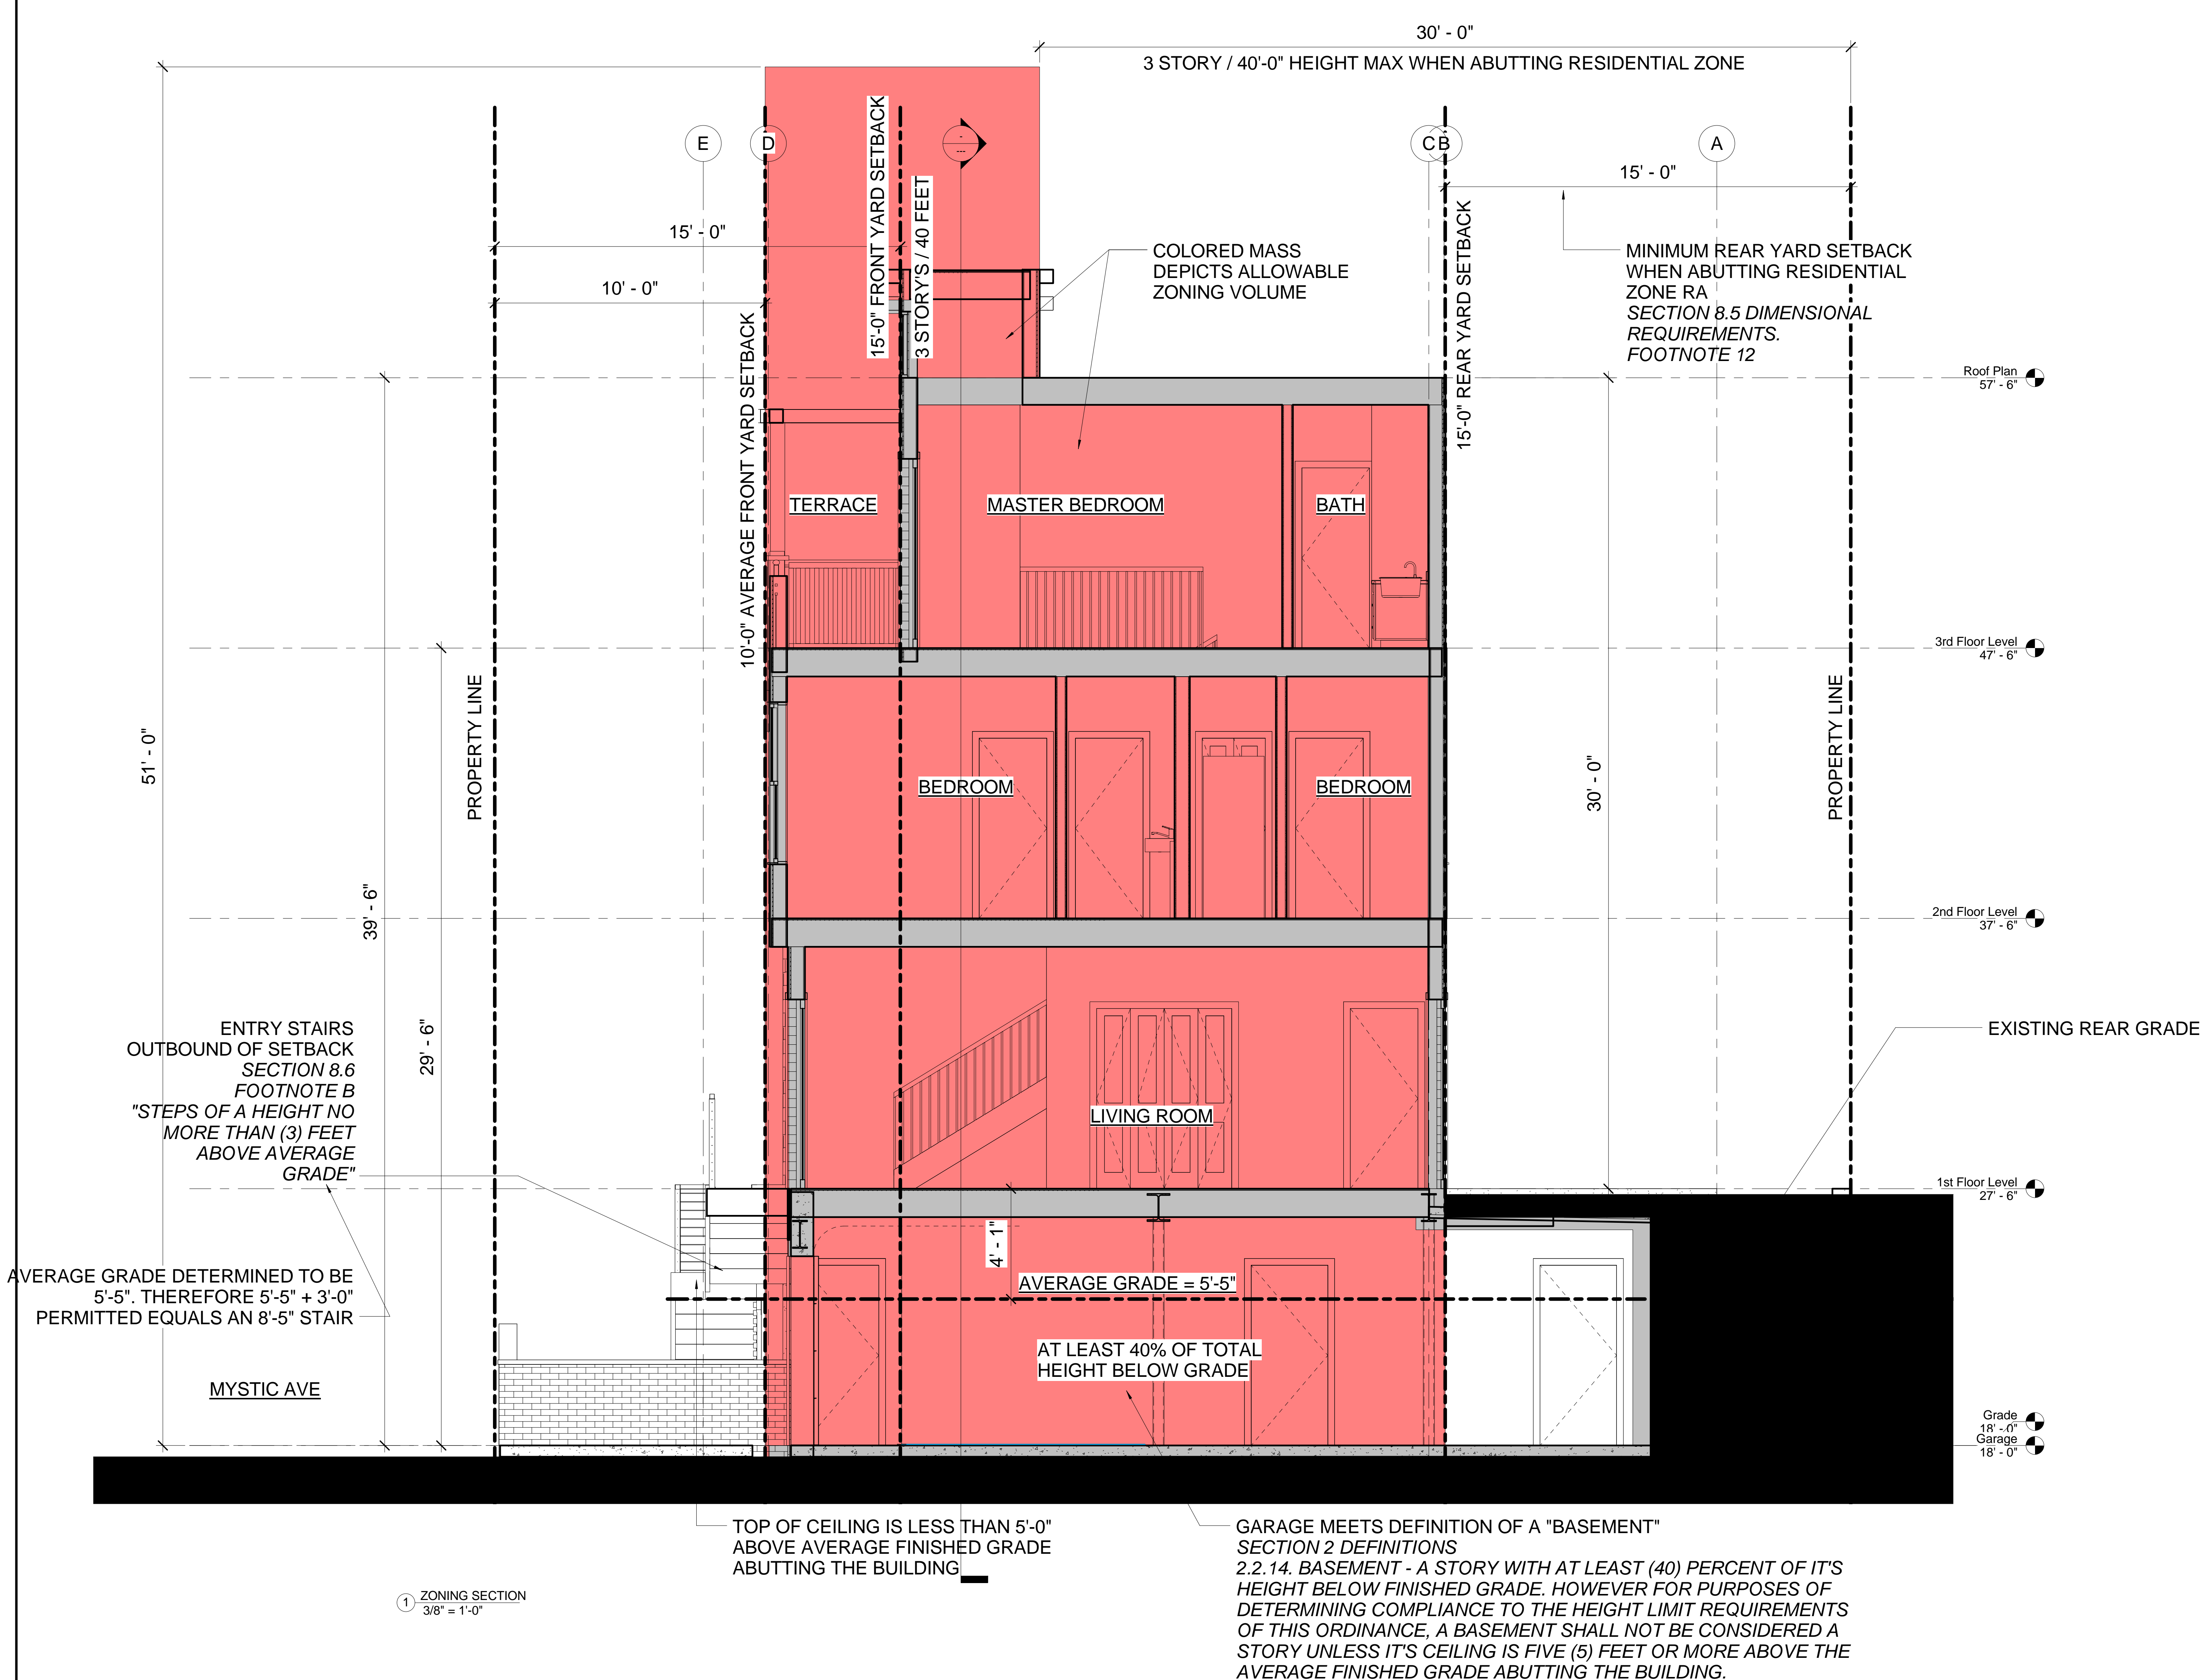 30' - 0"
3 STORY / 40'-0" HEIGHT MAX WHEN ABUTTING RESIDENTIAL ZONE
E
D
-
---
C
B
A
15' - 0"
15'-0" FRONT YARD SETBACK
3 STORY'S / 40 FEET
15' - 0"
10' - 0"
10'-0" AVERAGE FRONT YARD SETBACK
15'-0" REAR YARD SETBACK
COLORED MASS
DEPICTS ALLOWABLE
ZONING VOLUME
MINIMUM REAR YARD SETBACK
WHEN ABUTTING RESIDENTIAL
ZONE RA
SECTION 8.5 DIMENSIONAL
REQUIREMENTS.
FOOTNOTE 12
Roof Plan
57' - 6"
TERRACE
MASTER BEDROOM
BATH
3rd Floor Level
47' - 6"
PROPERTY LINE
PROPERTY LINE
51' - 0"
39' - 6"
29' - 6"
30' - 0"
BEDROOM
BEDROOM
2nd Floor Level
37' - 6"
ENTRY STAIRS
OUTBOUND OF SETBACK
SECTION 8.6
FOOTNOTE B
"STEPS OF A HEIGHT NO
MORE THAN (3) FEET
ABOVE AVERAGE
GRADE"
EXISTING REAR GRADE
LIVING ROOM
1st Floor Level
27' - 6"
4' - 1"
AVERAGE GRADE = 5'-5"
AVERAGE GRADE DETERMINED TO BE
5'-5". THEREFORE 5'-5" + 3'-0"
PERMITTED EQUALS AN 8'-5" STAIR
AT LEAST 40% OF TOTAL
HEIGHT BELOW GRADE
MYSTIC AVE
Grade
18' - 0"
Garage
18' - 0"
TOP OF CEILING IS LESS THAN 5'-0"
ABOVE AVERAGE FINISHED GRADE
ABUTTING THE BUILDING
GARAGE MEETS DEFINITION OF A "BASEMENT"
SECTION 2 DEFINITIONS
2.2.14. BASEMENT - A STORY WITH AT LEAST (40) PERCENT OF IT'S
HEIGHT BELOW FINISHED GRADE. HOWEVER FOR PURPOSES OF
DETERMINING COMPLIANCE TO THE HEIGHT LIMIT REQUIREMENTS
OF THIS ORDINANCE, A BASEMENT SHALL NOT BE CONSIDERED A
STORY UNLESS IT'S CEILING IS FIVE (5) FEET OR MORE ABOVE THE
AVERAGE FINISHED GRADE ABUTTING THE BUILDING.
1
ZONING SECTION
3/8" = 1'-0"